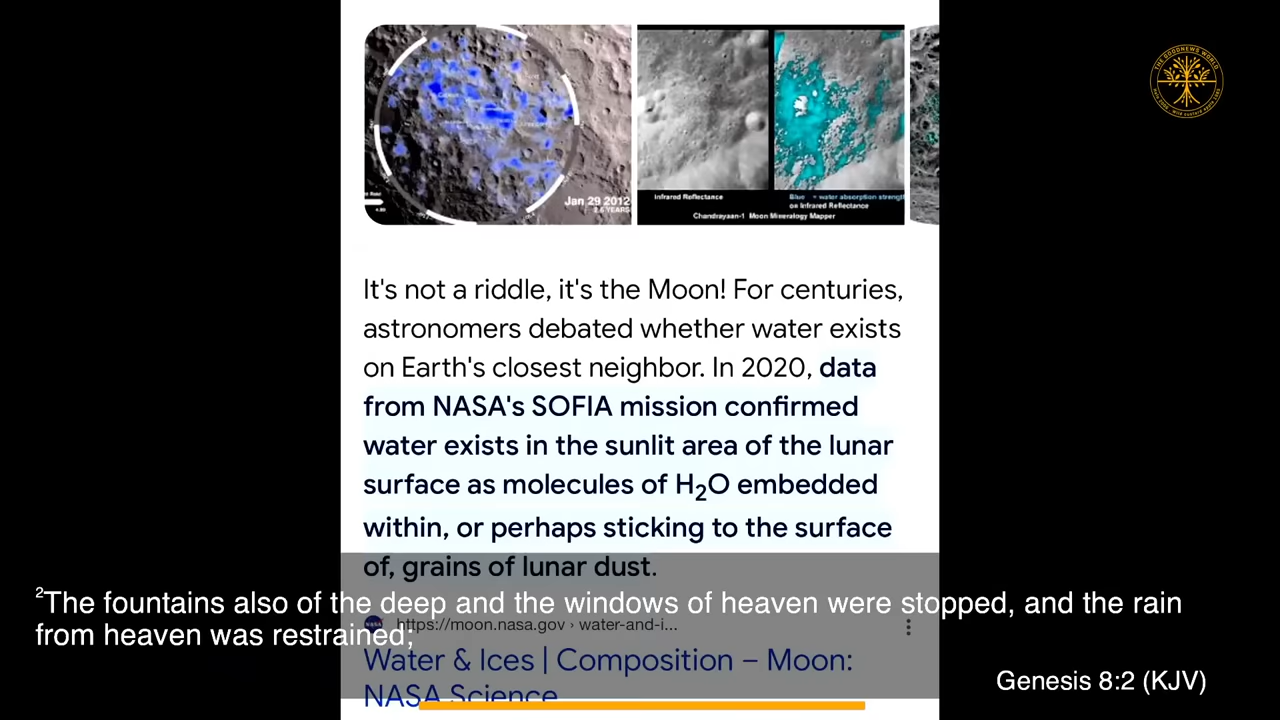 THE GOODNEWS WORLD
Jan 29 2012
Infrared Reflectance
Blue = water absorption strength
on Infrared Reflectance
Chandrayaan-1 Moon Mineralogy Mapper
It's not a riddle, it's the Moon! For centuries,
astronomers debated whether water exists
on Earth's closest neighbor. In 2020, data
from NASA's SOFIA mission confirmed
water exists in the sunlit area of the lunar
surface as molecules of H₂O embedded
within, or perhaps sticking to the surface
of, grains of lunar dust.
²The fountains also of the deep and the windows of heaven were stopped, and the rain
from heaven was restrained;
https://moon.nasa.gov › water-and-i...
Water & Ices | Composition – Moon:
NASA Science
Genesis 8:2 (KJV)